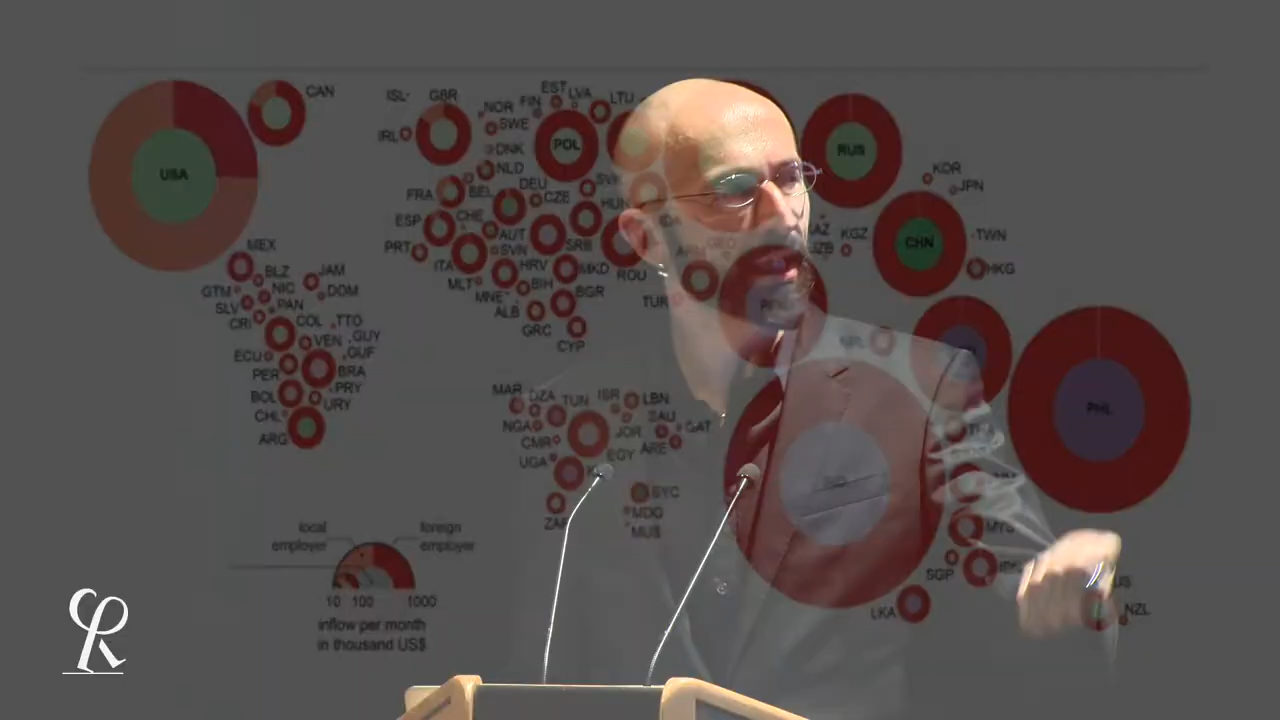 USA
CAN
ISL
GBR
IRL
NOR
FIN
SWE
EST
LVA
LTU
DNK
NLD
POL
FRA
BEL
DEU
CZE
ESP
CHE
AUT
HUN
PRT
ITA
SVN
SRB
MLT
HRV
MKD
ROU
MNE
BIH
BGR
ALB
GRC
CYP
TUR
RUS
KOR
JPN
KGZ
CHN
TWN
HKG
UZB
PHL
MEX
BLZ
JAM
GTM
NIC
DOM
SLV
PAN
CRI
COL
TTO
VEN
GUY
ECU
GUF
PER
BRA
BOL
PRY
CHL
URY
ARG
MAR
DZA
TUN
ISR
LBN
NGA
JOR
SAU
CMR
EGY
ARE
UGA
SYC
ZAF
MDG
MUS
SGP
LKA
NZL
local
employer
foreign
employer
10 100 1000
inflow per month
in thousand US$